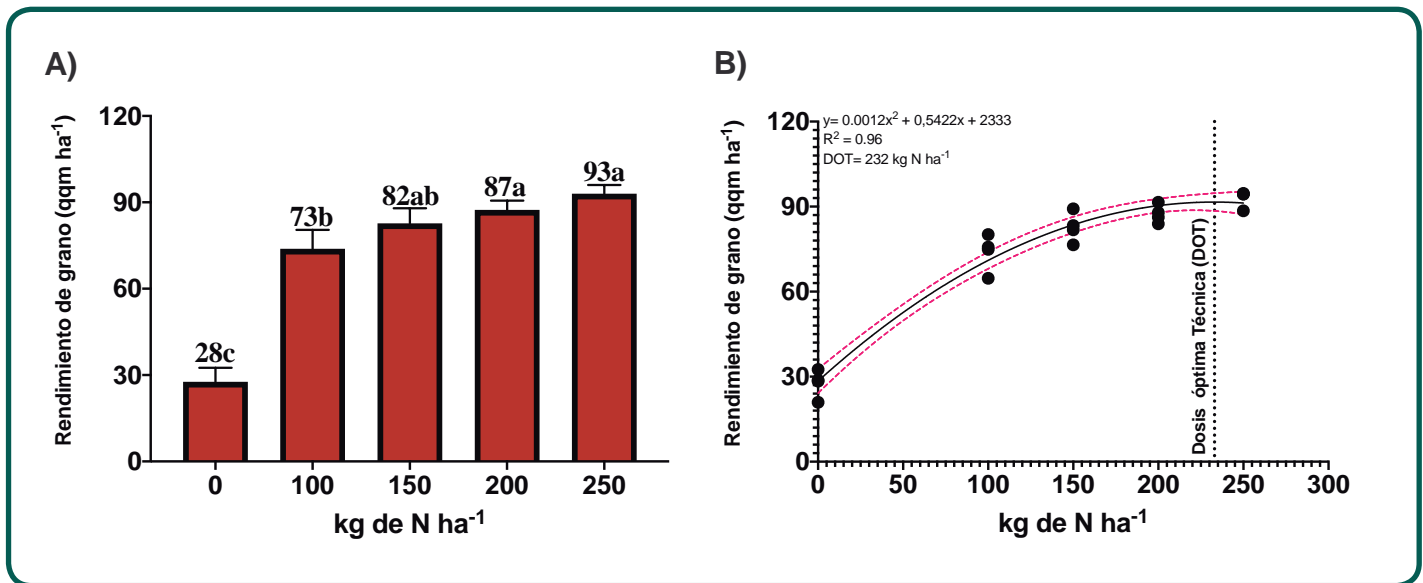 A)
Rendimiento de grano (qqm ha⁻¹)
120
90
60
30
0
28c
73b
82ab
87a
93a
0 100 150 200 250
kg de N ha⁻¹
B)
Rendimiento de grano (qqm ha⁻¹)
120
90
60
30
0
y= 0.0012x² + 0,5422x + 2333
R² = 0.96
DOT= 232 kg N ha⁻¹
Dosis óptima Técnica (DOT)
0 50 100 150 200 250 300
kg de N ha⁻¹